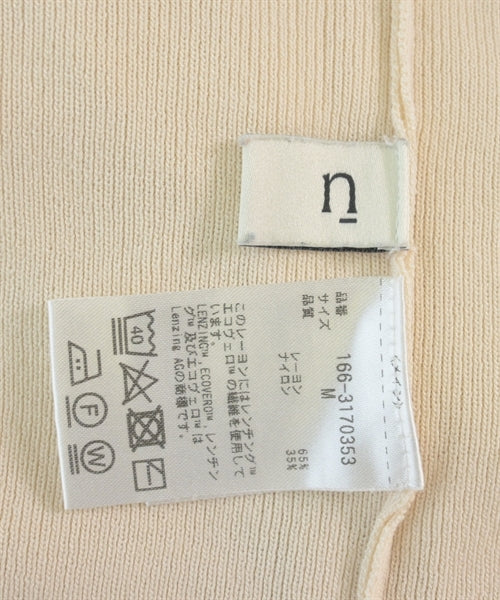 n
(メイン)
品番 166-3170353
サイズ M
品質
レーヨン 65%
ナイロン 35%
このレーヨンにはレンチング™
エコヴェロ™の繊維を使用して
います。
LENZING™、ECOVERO™、レンチン
グ™及びエコヴェロ™は
Lenzing AGの商標です。
40
F
W